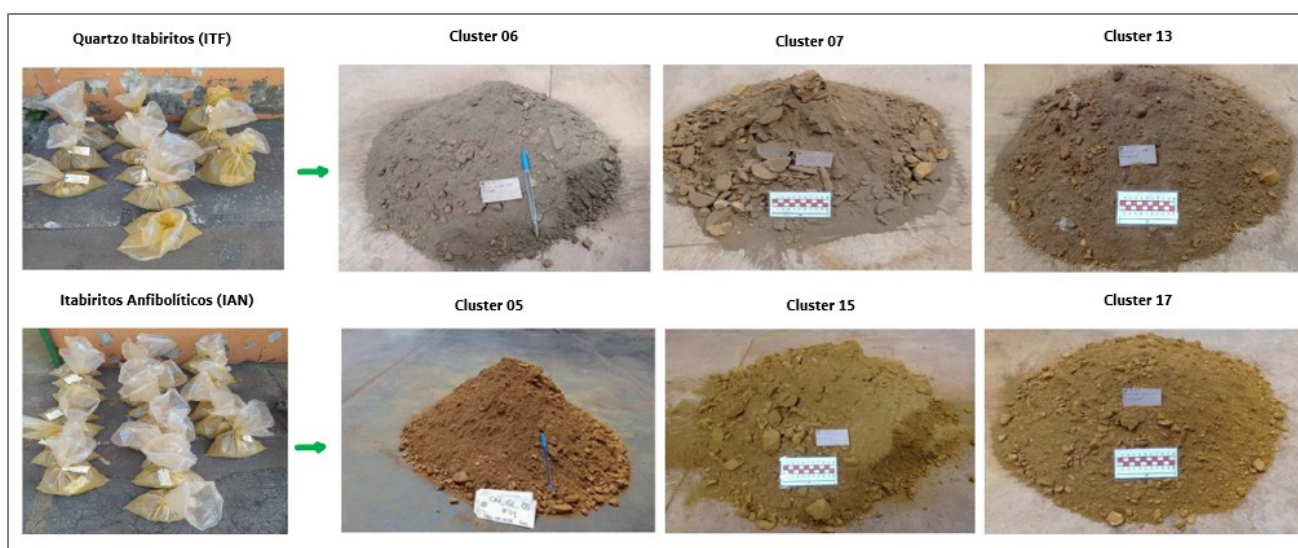 Quartzo Itabiritos (ITF)
Cluster 06
Cluster 07
Cluster 13
Itabiritos Anfibolíticos (IAN)
Cluster 05
Cluster 15
Cluster 17